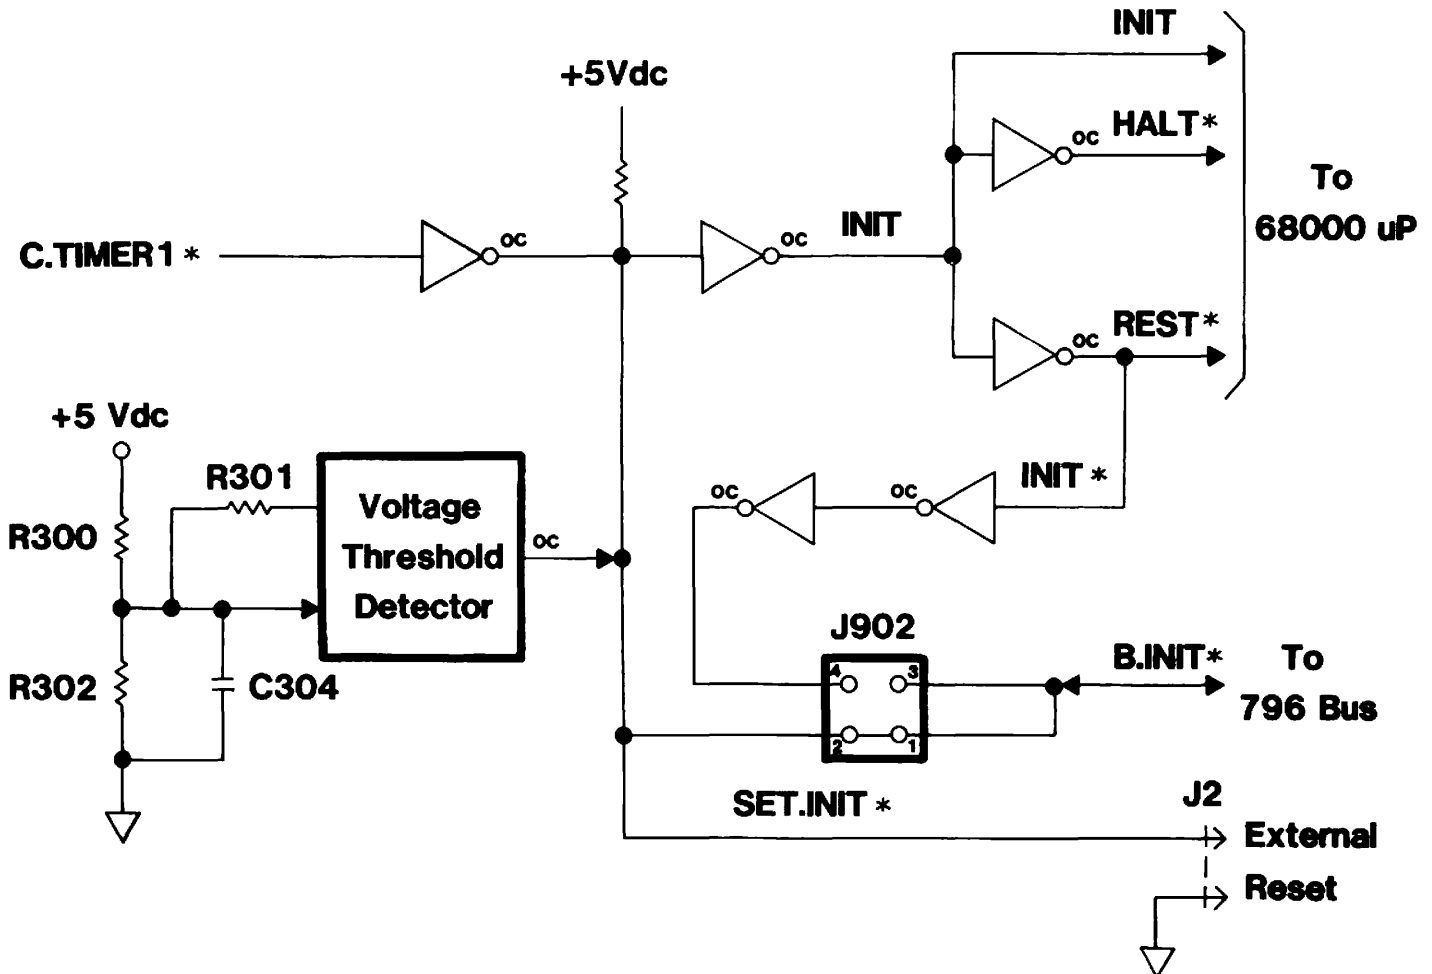 INIT
+5Vdc
oc
HALT*
To
68000 uP
INIT
C.TIMER1*
oc
oc
REST*
oc
+5 Vdc
R301
Voltage
Threshold
Detector
oc
R300
INIT*
oc
oc
J902
4
3
2
1
B.INIT*
To
796 Bus
R302
C304
SET.INIT*
J2
External
Reset